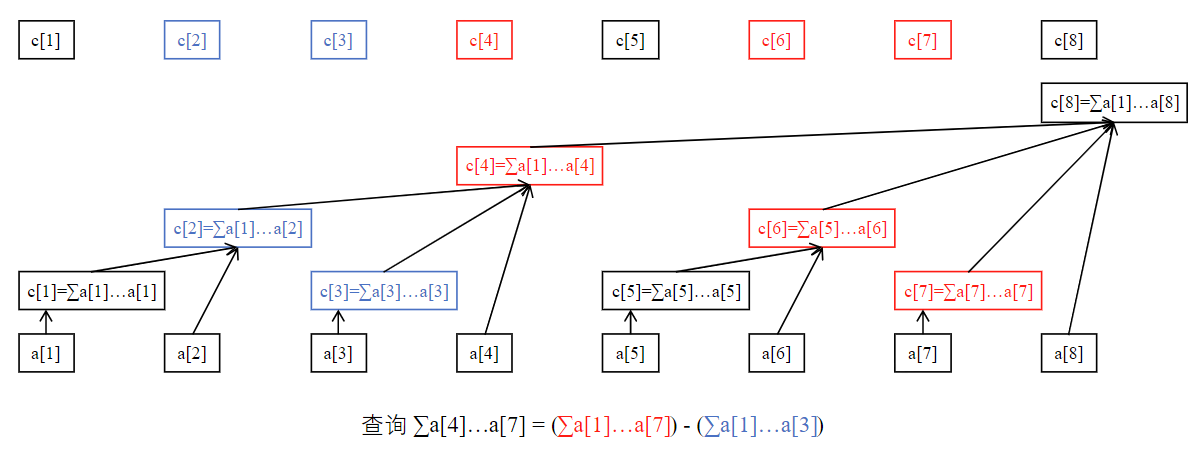 c[1] c[2] c[3] c[4] c[5] c[6] c[7] c[8]
c[8]=∑a[1]…a[8]
c[4]=∑a[1]…a[4]
c[2]=∑a[1]…a[2] c[6]=∑a[5]…a[6]
c[1]=∑a[1]…a[1] c[3]=∑a[3]…a[3] c[5]=∑a[5]…a[5] c[7]=∑a[7]…a[7]
a[1] a[2] a[3] a[4] a[5] a[6] a[7] a[8]
查询 ∑a[4]…a[7] = (∑a[1]…a[7]) - (∑a[1]…a[3])